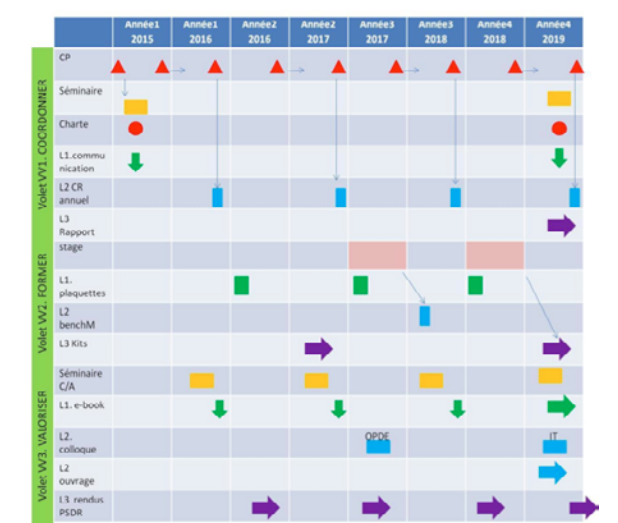 Année1 Année1 Année2 Année2 Année3 Année3 Année4 Année4
2015 2016 2016 2017 2017 2018 2018 2019
Volet VV1. COORDONNER
CP
Séminaire
Charte
L1.commu
nication
L2 CR
annuel
L3
Rapport
Volet VV2. FORMER
stage
L1.
plaquettes
L2
benchM
L3 Kits
Volet VV3. VALORISER
Séminaire
C/A
L1. e-book
L2.
colloque
OPDE
IT
L2
ouvrage
L3. rendus
PSDR